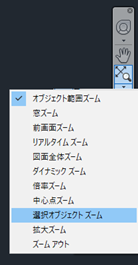 オブジェクト範囲ズーム
窓ズーム
前画面ズーム
リアルタイム ズーム
図面全体ズーム
ダイナミック ズーム
倍率ズーム
中心点ズーム
選択オブジェクト ズーム
拡大ズーム
ズーム アウト